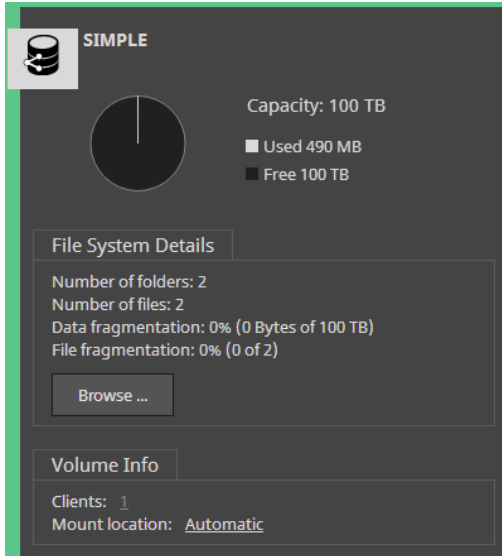 SIMPLE
Capacity: 100 TB
Used 490 MB
Free 100 TB
File System Details
Number of folders: 2
Number of files: 2
Data fragmentation: 0% (0 Bytes of 100 TB)
File fragmentation: 0% (0 of 2)
Browse ...
Volume Info
Clients: 1
Mount location: Automatic